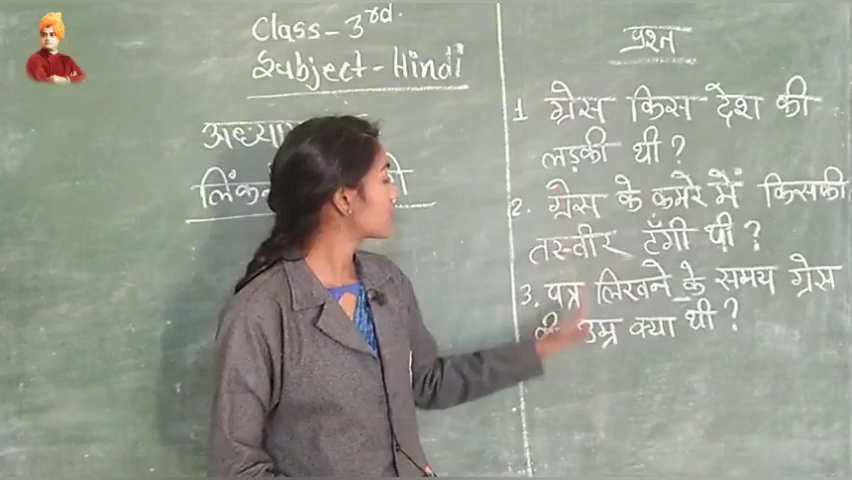 Class-3rd.
Subject-Hindi
प्रश्न
1 ग्रेस किस देश की
लड़की थी?
2. ग्रेस के कमरे में किसकी
तस्वीर टँगी थी?
3. पत्र लिखने के समय ग्रेस
उम्र क्या थी?